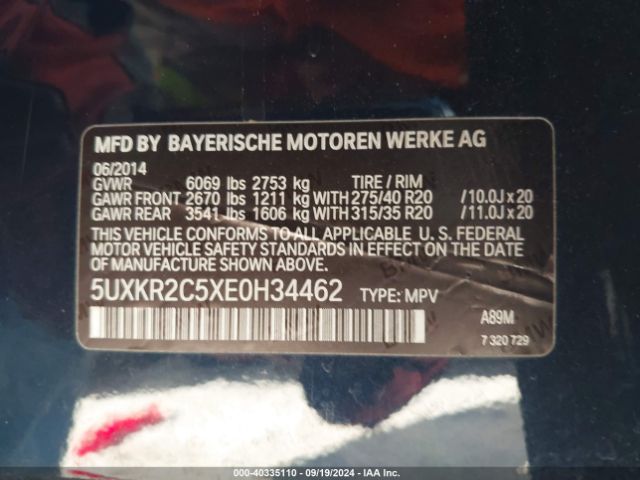 MFD BY BAYERISCHE MOTOREN WERKE AG
06/2014
GVWR 6069 lbs 2753 kg TIRE / RIM
GAWR FRONT 2670 lbs 1211 kg WITH 275/40 R20 /10.0J x 20
GAWR REAR 3541 lbs 1606 kg WITH 315/35 R20 /11.0J x 20
THIS VEHICLE CONFORMS TO ALL APPLICABLE U. S. FEDERAL
MOTOR VEHICLE SAFETY STANDARDS IN EFFECT ON THE DATE
OF MANUFACTURE SHOWN ABOVE.
5UXKR2C5XE0H34462 TYPE: MPV
A89M
7 320 729
000-40335110 - 09/19/2024 - IAA Inc.